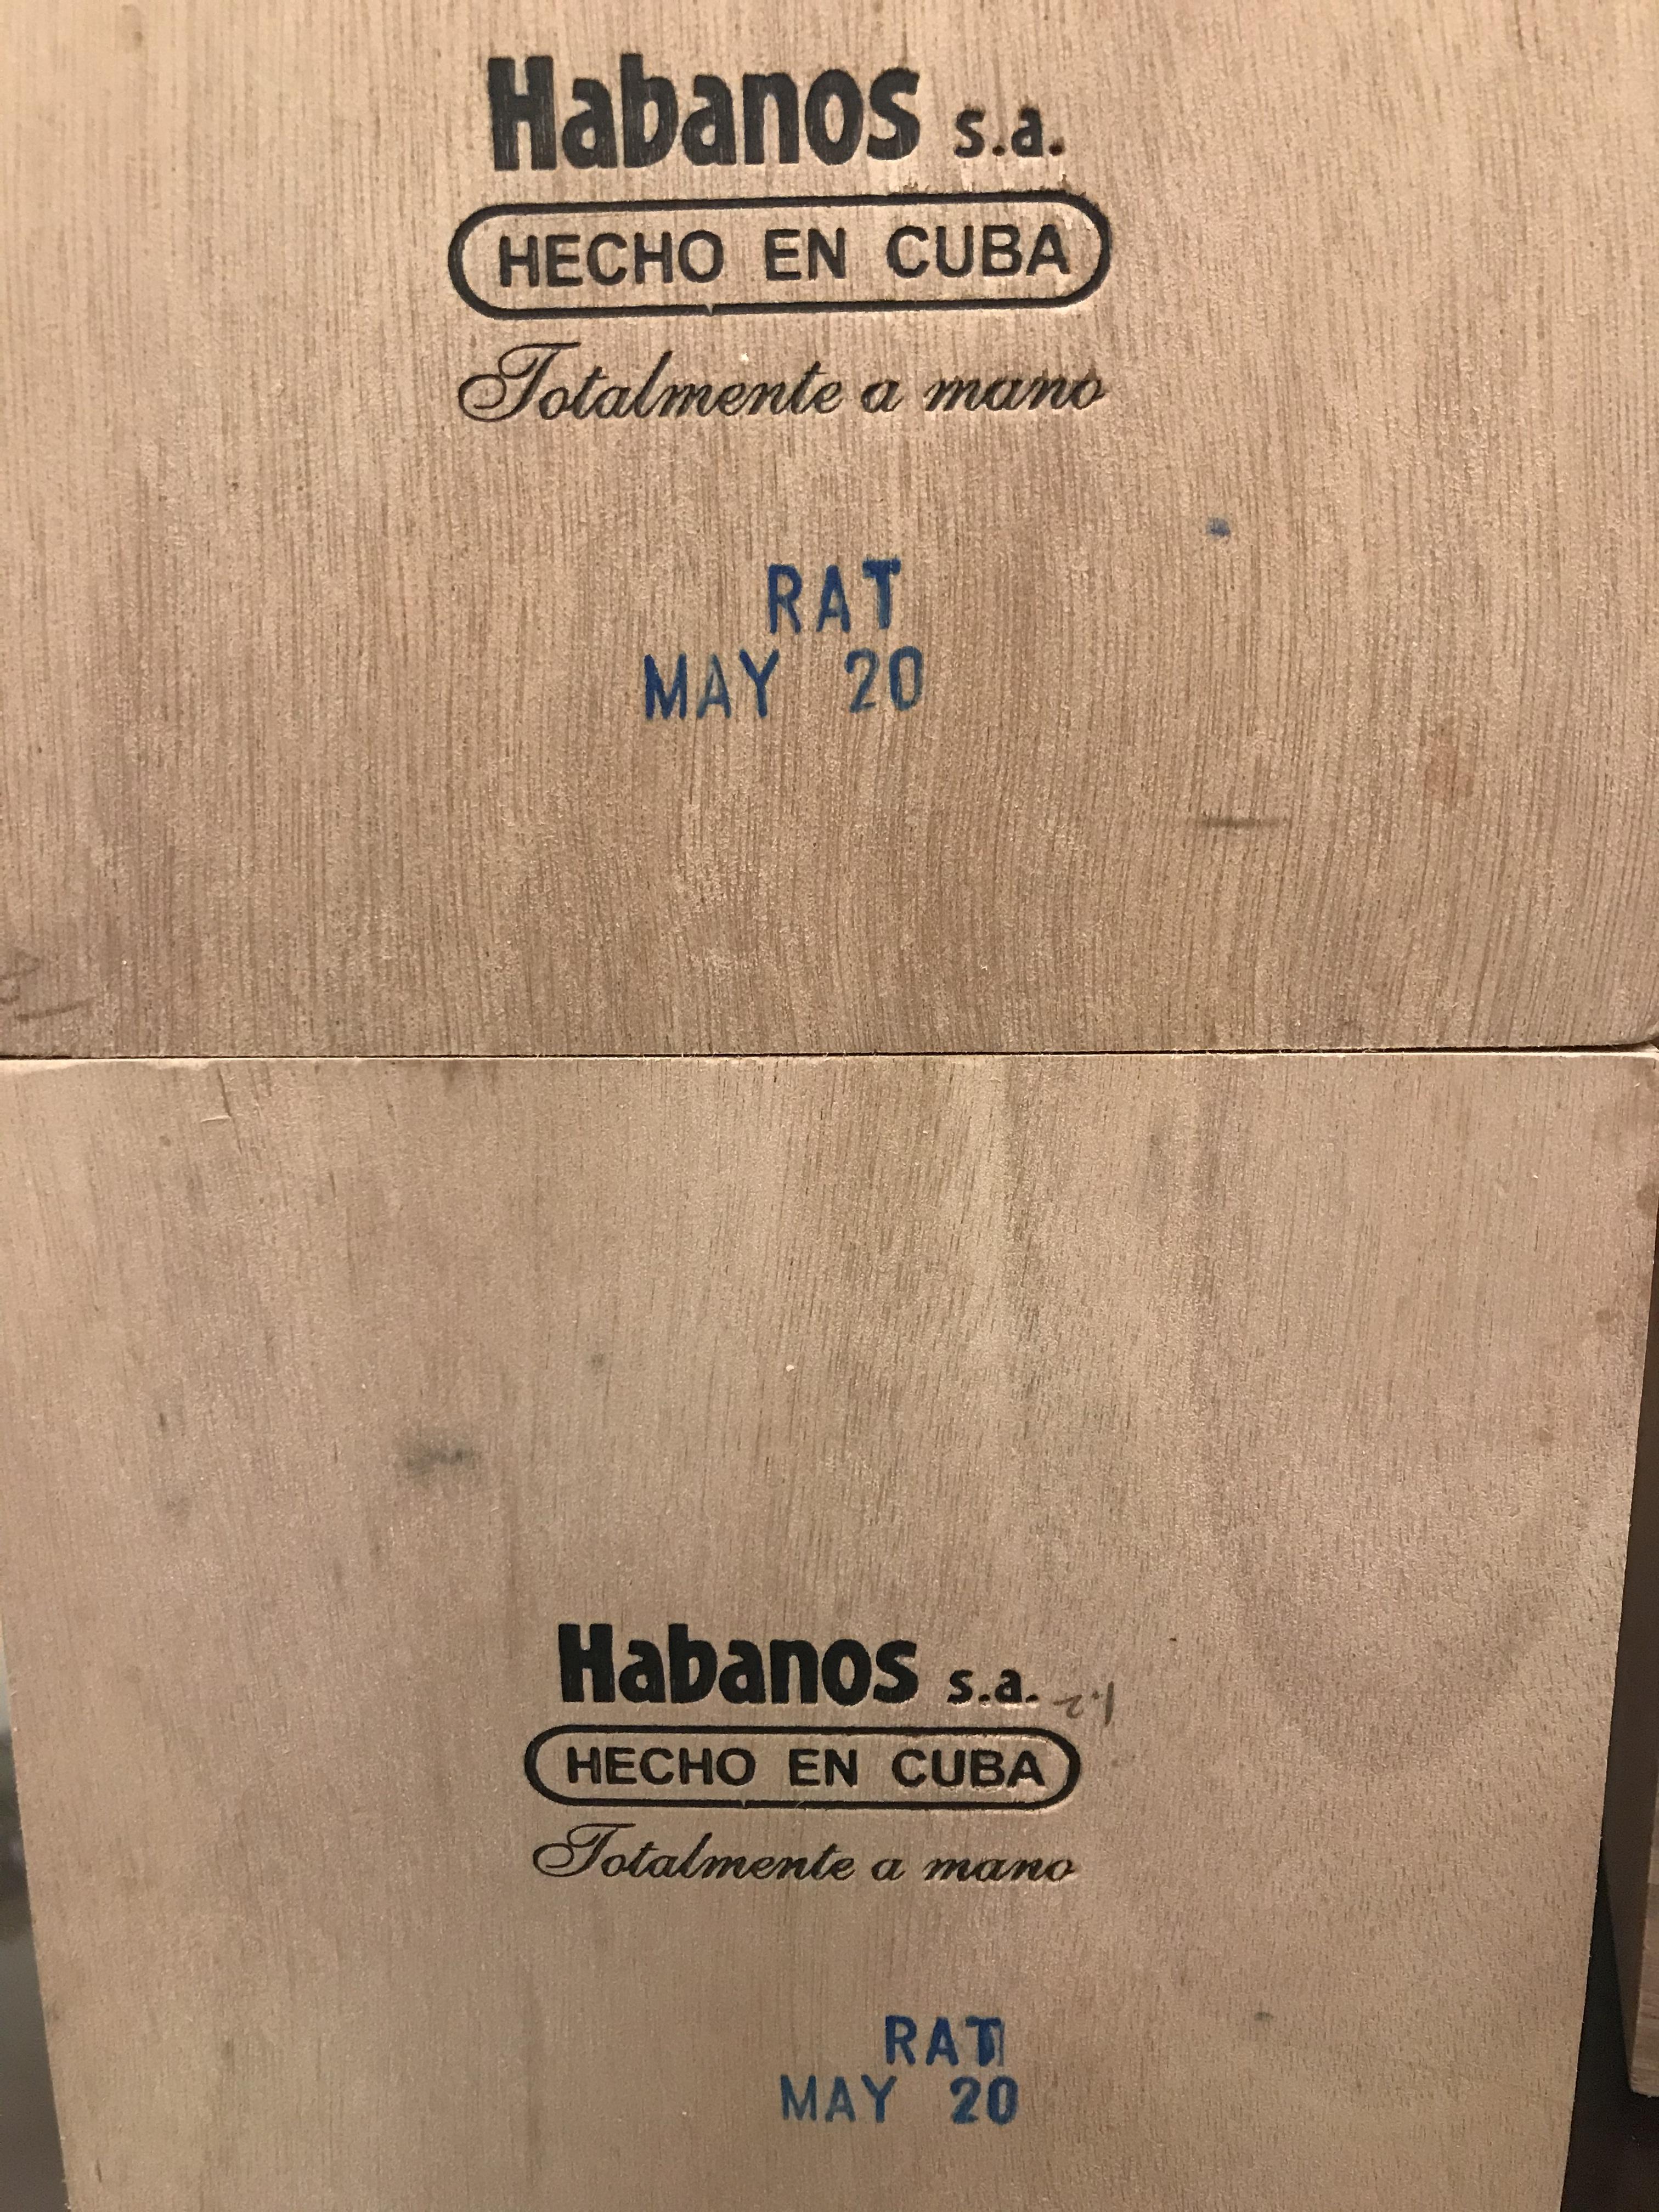 Habanos s.a.
HECHO EN CUBA
Totalmente a mano
RAT
MAY 20
Habanos s.a.
HECHO EN CUBA
Totalmente a mano
RAT
MAY 20